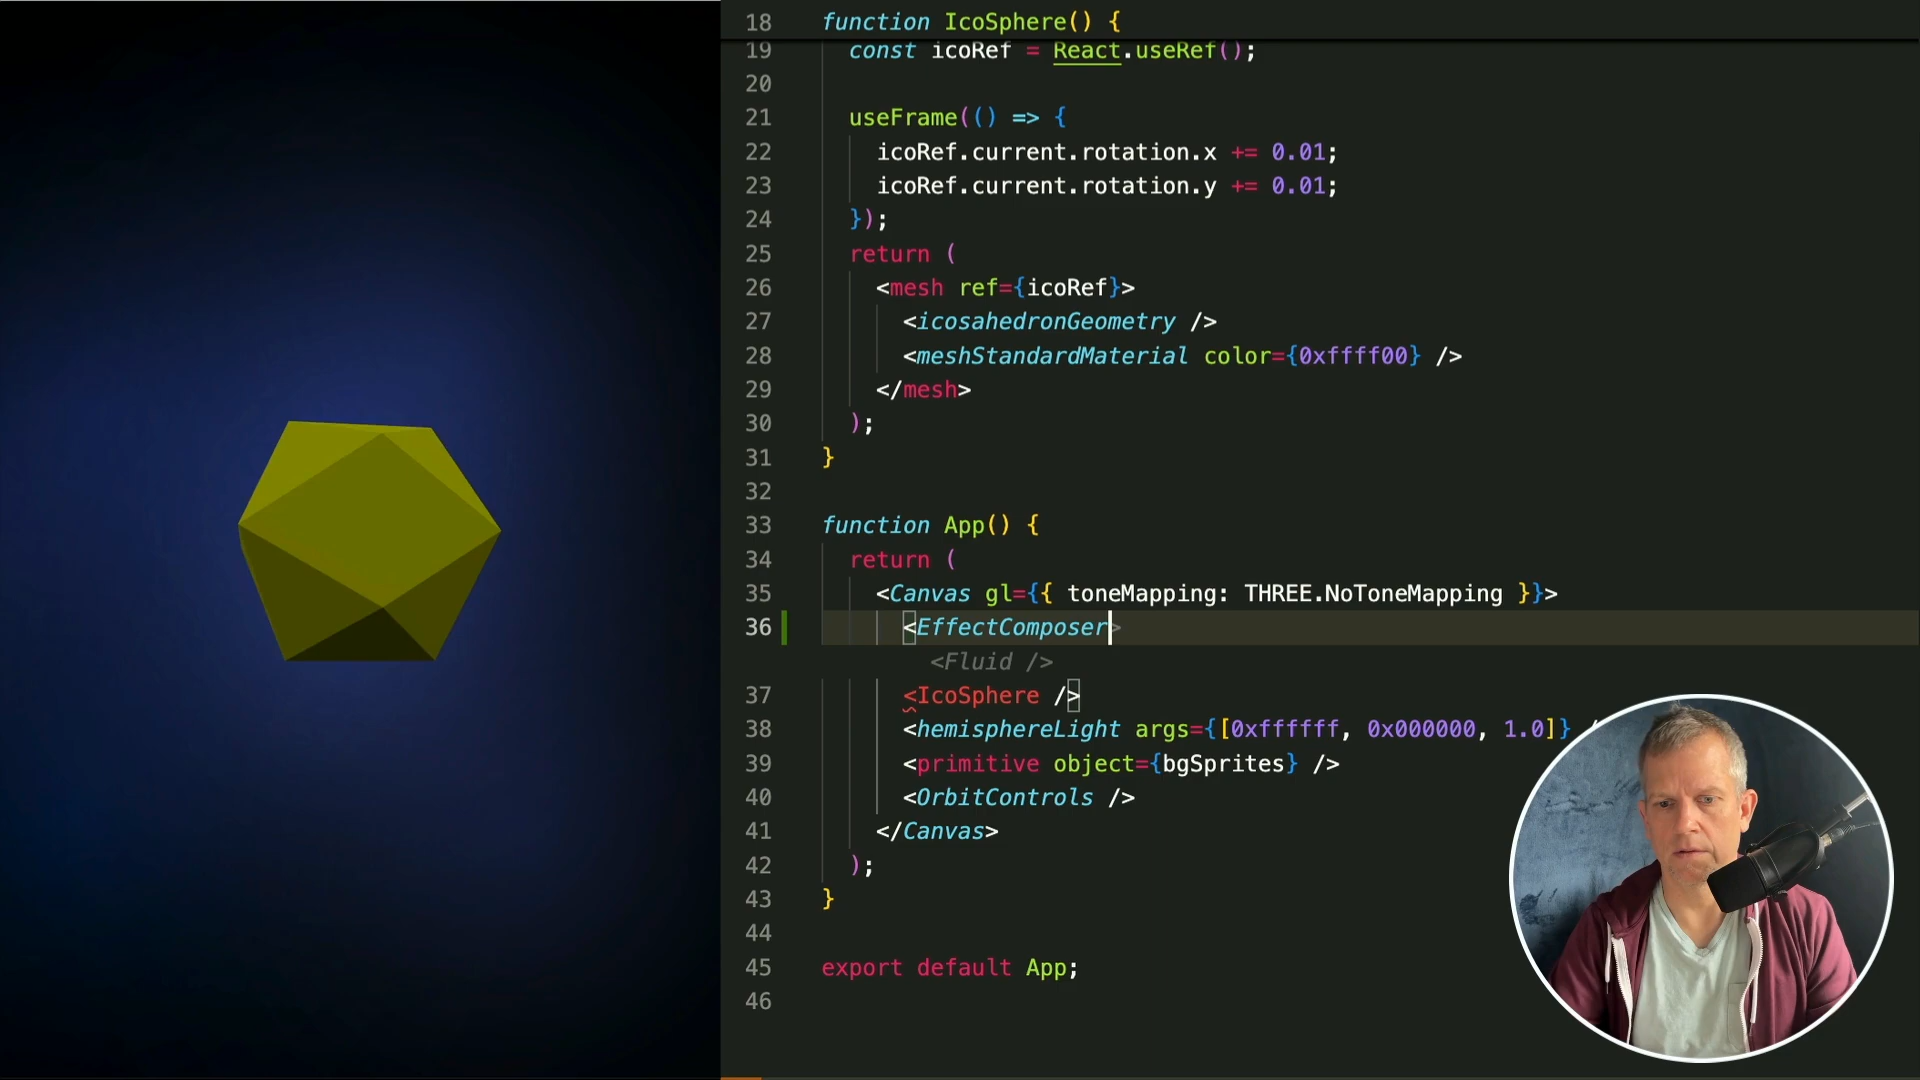 18 function IcoSphere() {
19 const icoRef = React.useRef();
20
21 useFrame(() => {
22 icoRef.current.rotation.x += 0.01;
23 icoRef.current.rotation.y += 0.01;
24 });
25 return (
26 <mesh ref={icoRef}>
27 <icosahedronGeometry />
28 <meshStandardMaterial color={0xffff00} />
29 </mesh>
30 );
31 }
32
33 function App() {
34 return (
35 <Canvas gl={{ toneMapping: THREE.NoToneMapping }}>
36 <EffectComposer>
<Fluid />
37 <IcoSphere />
38 <hemisphereLight args={[0xffffff, 0x000000, 1.0]} /
39 <primitive object={bgSprites} />
40 <OrbitControls />
41 </Canvas>
42 );
43 }
44
45 export default App;
46